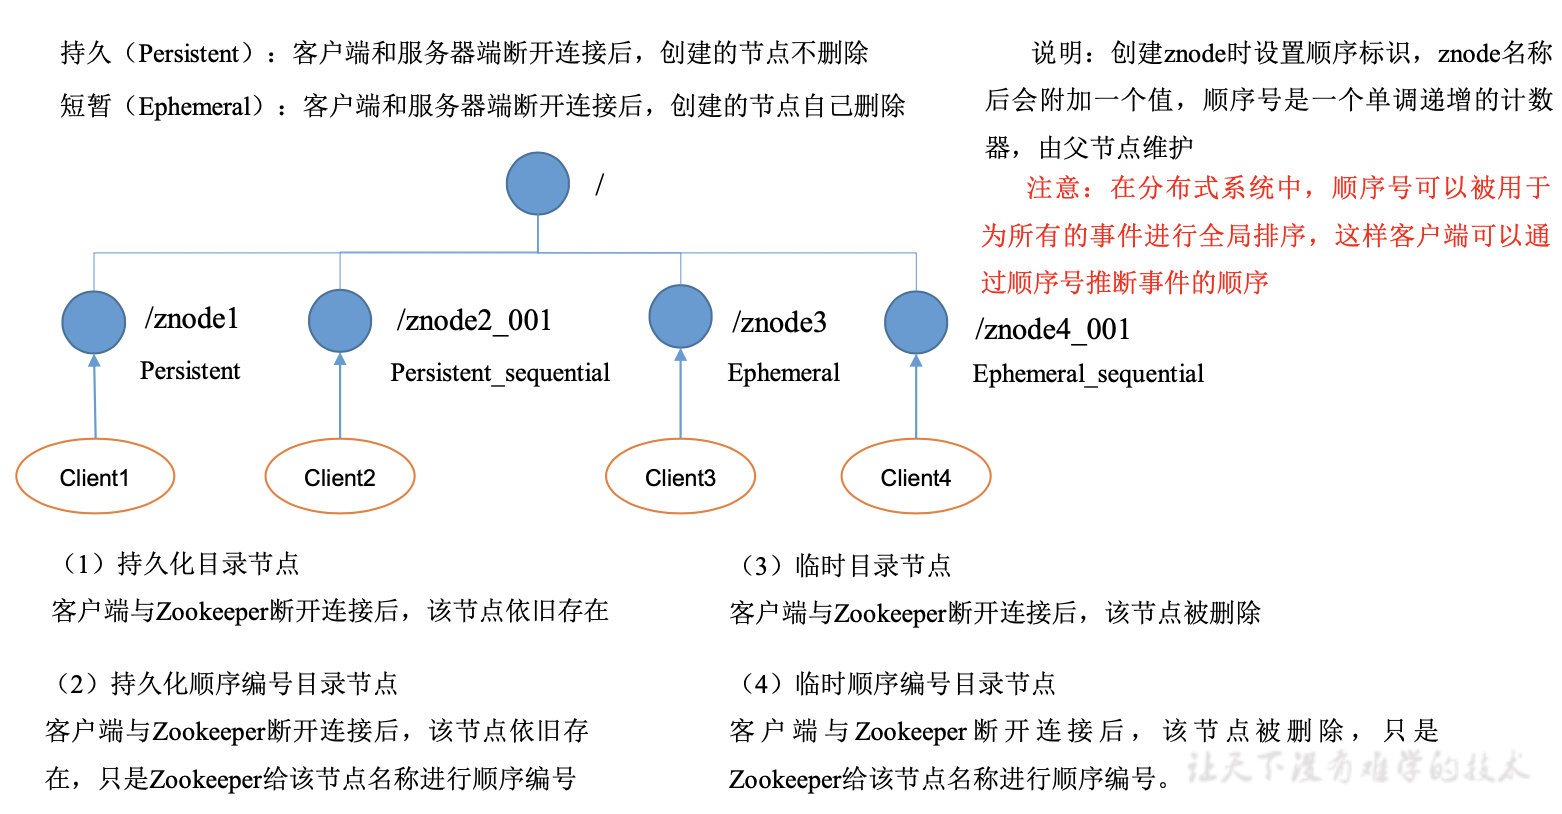 持久（Persistent）：客户端和服务器端断开连接后，创建的节点不删除
短暂（Ephemeral）：客户端和服务器端断开连接后，创建的节点自己删除
说明：创建znode时设置顺序标识，znode名称
后会附加一个值，顺序号是一个单调递增的计数
器，由父节点维护
注意：在分布式系统中，顺序号可以被用于
为所有的事件进行全局排序，这样客户端可以通
过顺序号推断事件的顺序
/
/znode1
Persistent
/znode2_001
Persistent_sequential
/znode3
Ephemeral
/znode4_001
Ephemeral_sequential
Client1
Client2
Client3
Client4
（1）持久化目录节点
客户端与Zookeeper断开连接后，该节点依旧存在
（2）持久化顺序编号目录节点
客户端与Zookeeper断开连接后，该节点依旧存
在，只是Zookeeper给该节点名称进行顺序编号
（3）临时目录节点
客户端与Zookeeper断开连接后，该节点被删除
（4）临时顺序编号目录节点
客户端与Zookeeper断开连接后，该节点被删除，只是
Zookeeper给该节点名称进行顺序编号。
让天下没有难学的技术